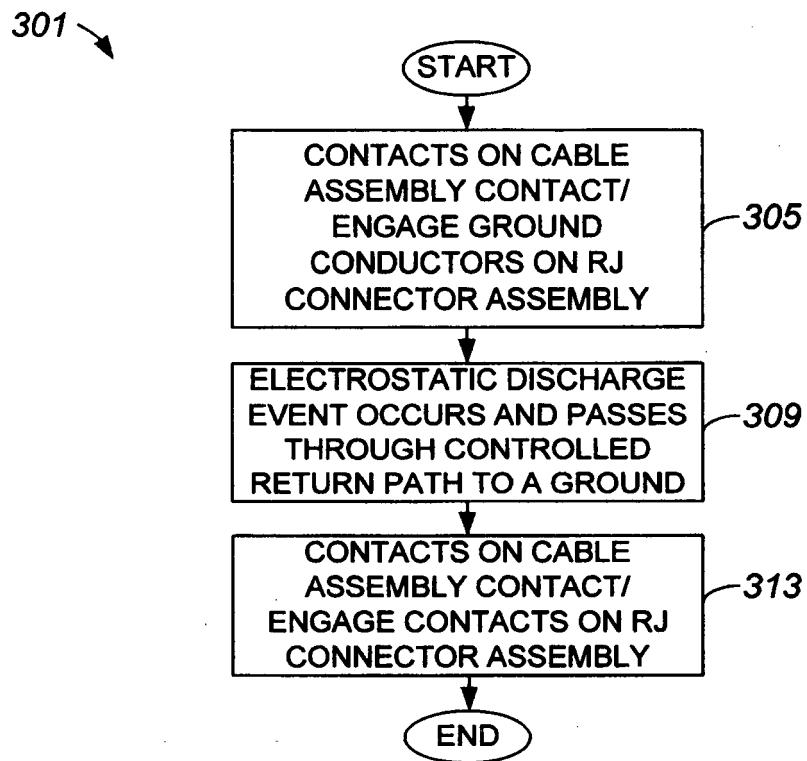 301
START
CONTACTS ON CABLE
ASSEMBLY CONTACT/
ENGAGE GROUND
CONDUCTORS ON RJ
CONNECTOR ASSEMBLY
305
ELECTROSTATIC DISCHARGE
EVENT OCCURS AND PASSES
THROUGH CONTROLLED
RETURN PATH TO A GROUND
309
CONTACTS ON CABLE
ASSEMBLY CONTACT/
ENGAGE CONTACTS ON RJ
CONNECTOR ASSEMBLY
313
END